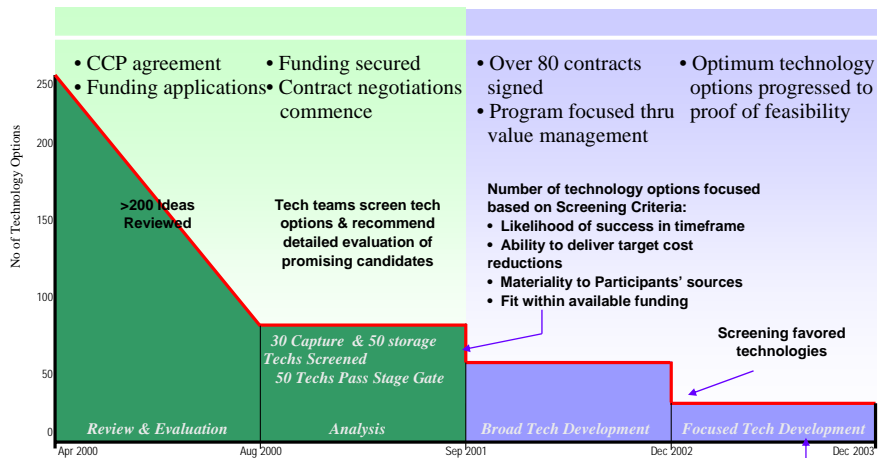 • CCP agreement
• Funding applications
• Funding secured
• Contract negotiations
commence
• Over 80 contracts
signed
• Program focused thru
value management
• Optimum technology
options progressed to
proof of feasibility
No of Technology Options
250
200
150
100
50
0
>200 Ideas
Reviewed
Tech teams screen tech
options & recommend
detailed evaluation of
promising candidates
Number of technology options focused
based on Screening Criteria:
• Likelihood of success in timeframe
• Ability to deliver target cost
reductions
• Materiality to Participants' sources
• Fit within available funding
Screening favored
technologies
30 Capture & 50 storage
Techs Screened
50 Techs Pass Stage Gate
Review & Evaluation
Analysis
Broad Tech Development
Focused Tech Development
Apr 2000
Aug 2000
Sep 2001
Dec 2002
Dec 2003